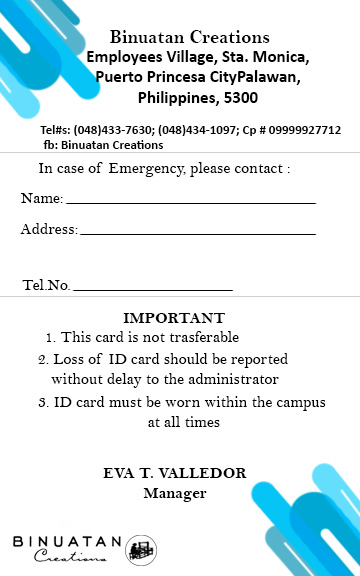 Binuatan Creations
Employees Village, Sta. Monica,
Puerto Princesa CityPalawan,
Philippines, 5300
Tel#s: (048)433-7630; (048)434-1097; Cp # 09999927712
fb: Binuatan Creations
In case of Emergency, please contact :
Name:
Address:
Tel.No.
IMPORTANT
1. This card is not trasferable
2. Loss of ID card should be reported
without delay to the administrator
3. ID card must be worn within the campus
at all times
EVA T. VALLEDOR
Manager
BINUATAN
Creations